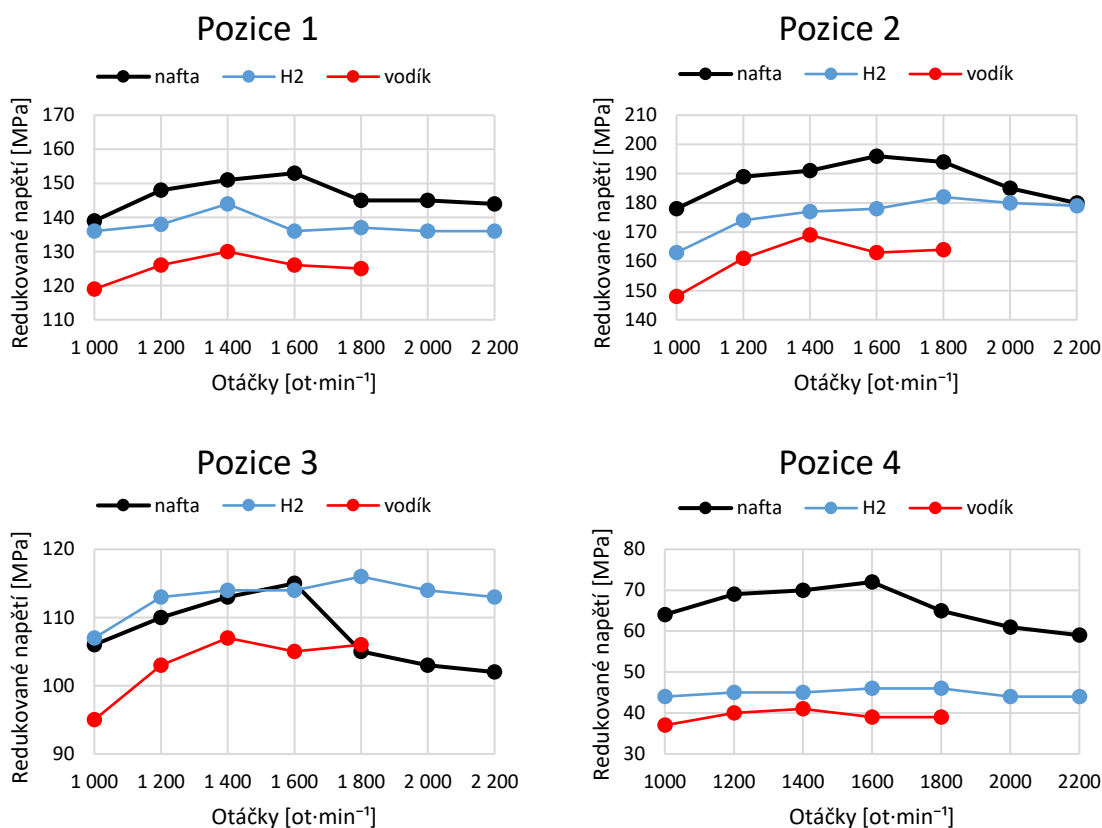 Pozice 1
nafta H2 vodík
Redukované napětí [MPa]
170
160
150
140
130
120
110
1 000 1 200 1 400 1 600 1 800 2 000 2 200
Otáčky [ot·min⁻¹]
Pozice 2
nafta H2 vodík
Redukované napětí [MPa]
210
200
190
180
170
160
150
140
1 000 1 200 1 400 1 600 1 800 2 000 2 200
Otáčky [ot·min⁻¹]
Pozice 3
nafta H2 vodík
Redukované napětí [MPa]
120
110
100
90
1 000 1 200 1 400 1 600 1 800 2 000 2 200
Otáčky [ot·min⁻¹]
Pozice 4
nafta H2 vodík
Redukované napětí [MPa]
80
70
60
50
40
30
1000 1200 1400 1600 1800 2000 2200
Otáčky [ot·min⁻¹]